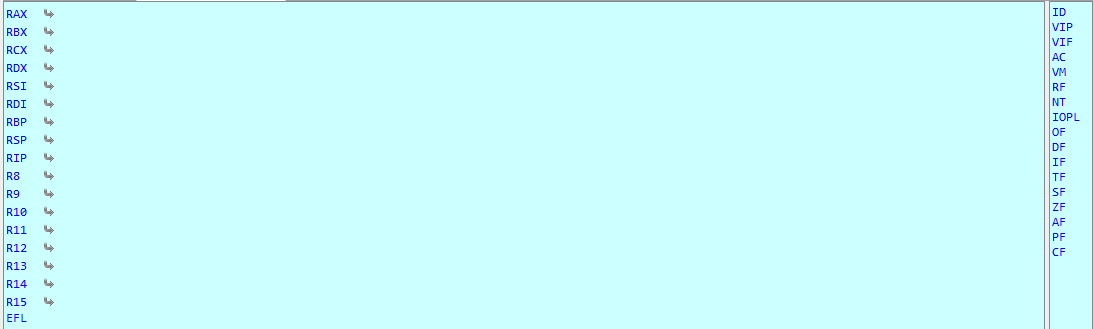 RAX
RBX
RCX
RDX
RSI
RDI
RBP
RSP
RIP
R8
R9
R10
R11
R12
R13
R14
R15
EFL
ID
VIP
VIF
AC
VM
RF
NT
IOPL
OF
DF
IF
TF
SF
ZF
AF
PF
CF